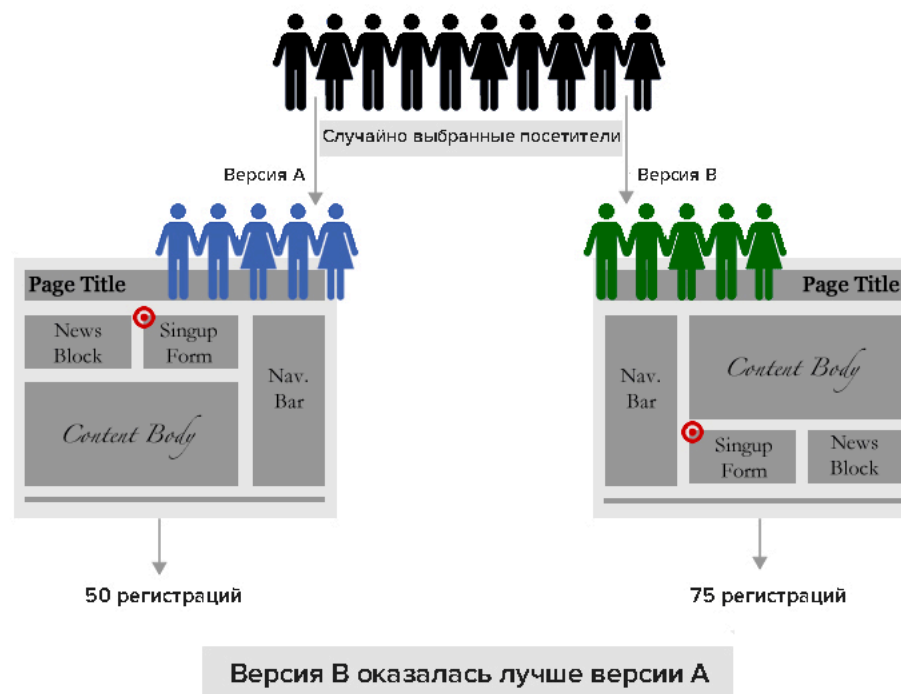 Случайно выбранные посетители
Версия А
Версия B
Page Title
News
Block
Singup
Form
Nav.
Bar
Content Body
Page Title
Nav.
Bar
Content Body
Singup
Form
News
Block
50 регистраций
75 регистраций
Версия B оказалась лучше версии А